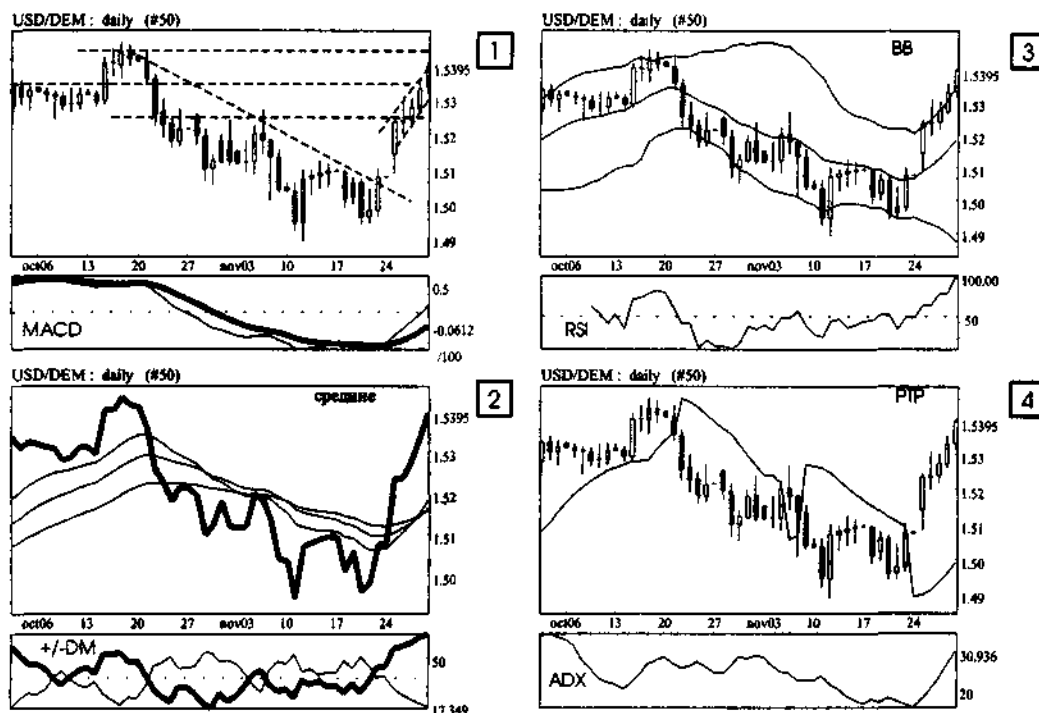 USD/DEM : daily (#50)
1
1.5395
1.53
1.52
1.51
1.50
1.49
oct06 13 20 27 nov03 10 17 24
MACD
0.5
-0.0612
/100
USD/DEM : daily (#50)
BB
3
1.5395
1.53
1.52
1.51
1.50
1.49
oct06 13 20 27 nov03 10 17 24
RSI
100.00
50
USD/DEM : daily (#50)
средние
2
1.5395
1.53
1.52
1.51
1.50
oct06 13 20 27 nov03 10 17 24
+/-DM
50
17.349
USD/DEM : daily (#50)
PTP
4
1.5395
1.53
1.52
1.51
1.50
1.49
oct06 13 20 27 nov03 10 17 24
ADX
30.936
20